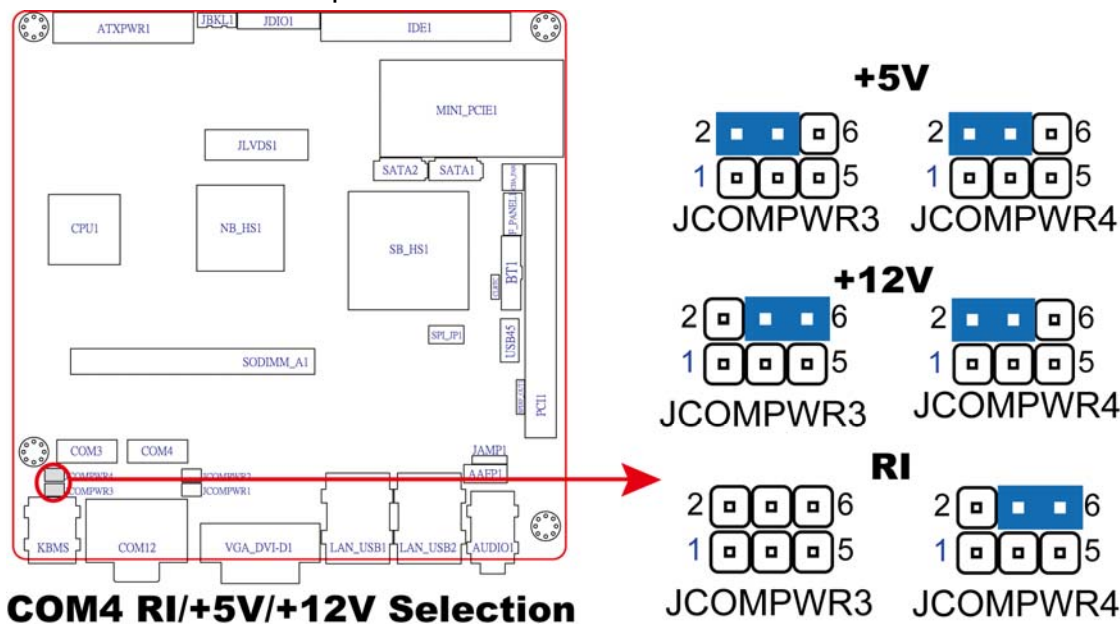 ATXPWR1
JBKL1
JDIO1
IDE1
MINI_PCIE1
JLVDS1
SATA2
SATA1
F_PANEL1
CPU1
NB_HS1
SB_HS1
BT1
SPI_JP1
USB45
SODIMM_A1
PCI1
COM3
COM4
JAMP1
AAFP1
JCOMPWR4
JCOMPWR2
JCOMPWR3
JCOMPWR1
KBMS
COM12
VGA_DVI-D1
LAN_USB1
LAN_USB2
AUDIO1
COM4 RI/+5V/+12V Selection
+5V
2 6 2 6
1 5 1 5
JCOMPWR3 JCOMPWR4
+12V
2 6 2 6
1 5 1 5
JCOMPWR3 JCOMPWR4
RI
2 6 2 6
1 5 1 5
JCOMPWR3 JCOMPWR4